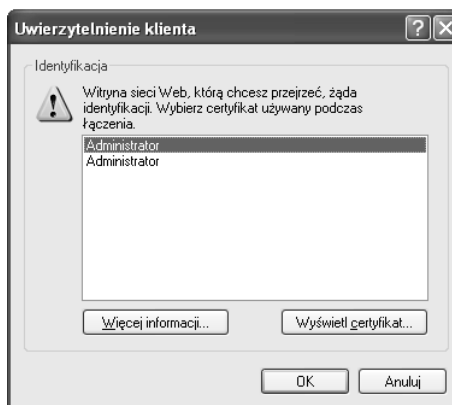 Uwierzytelnienie klienta
Identyfikacja
Witryna sieci Web, którą chcesz przejrzeć, żąda
identyfikacji. Wybierz certyfikat używany podczas
łączenia.
Administrator
Administrator
Więcej informacji...
Wyświetl certyfikat...
OK
Anuluj